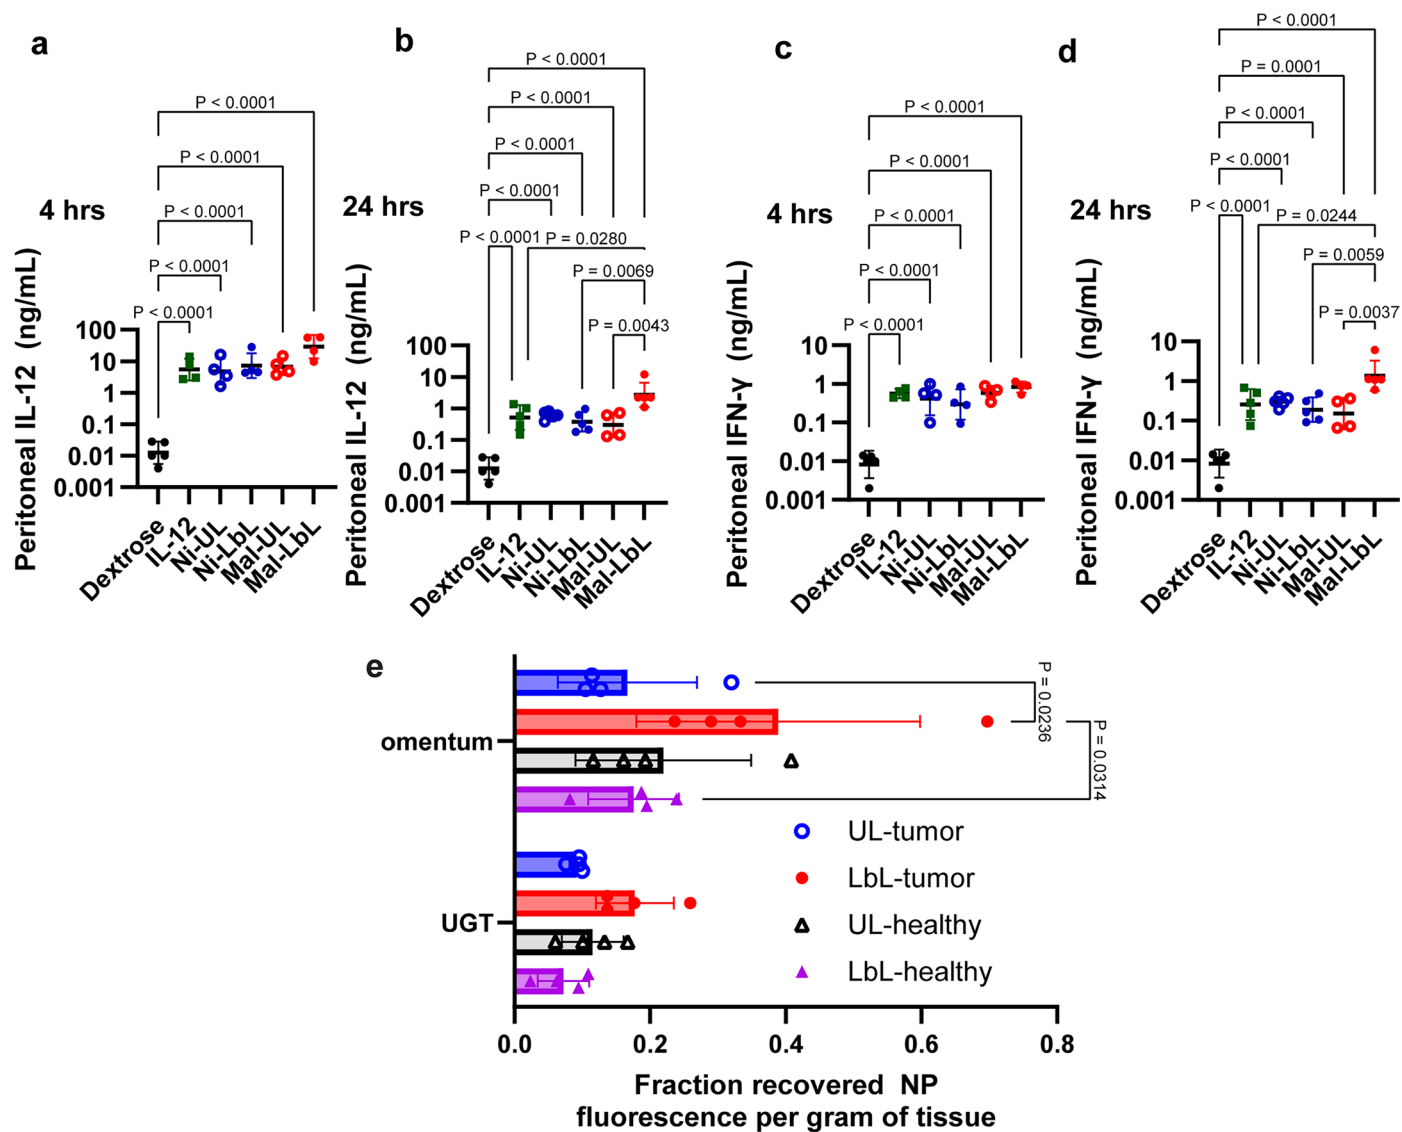 a
4 hrs
Peritoneal IL-12 (ng/mL)
P < 0.0001
P < 0.0001
P < 0.0001
P < 0.0001
P < 0.0001
100
10
1
0.1
0.01
0.001
Dextrose
IL-12
Ni-UL
Ni-LbL
Mal-UL
Mal-LbL
b
24 hrs
Peritoneal IL-12 (ng/mL)
P < 0.0001
P < 0.0001
P < 0.0001
P < 0.0001
P < 0.0001
P = 0.0280
P = 0.0069
P = 0.0043
100
10
1
0.1
0.01
0.001
Dextrose
IL-12
Ni-UL
Ni-LbL
Mal-UL
Mal-LbL
c
4 hrs
Peritoneal IFN-γ (ng/mL)
P < 0.0001
P < 0.0001
P < 0.0001
P < 0.0001
P < 0.0001
10
1
0.1
0.01
0.001
Dextrose
IL-12
Ni-UL
Ni-LbL
Mal-UL
Mal-LbL
d
24 hrs
Peritoneal IFN-γ (ng/mL)
P < 0.0001
P = 0.0001
P < 0.0001
P < 0.0001
P < 0.0001
P = 0.0244
P = 0.0059
P = 0.0037
10
1
0.1
0.01
0.001
Dextrose
IL-12
Ni-UL
Ni-LbL
Mal-UL
Mal-LbL
e
omentum
UGT
P = 0.0236
P = 0.0314
UL-tumor
LbL-tumor
UL-healthy
LbL-healthy
0.0
0.2
0.4
0.6
0.8
Fraction recovered NP
fluorescence per gram of tissue